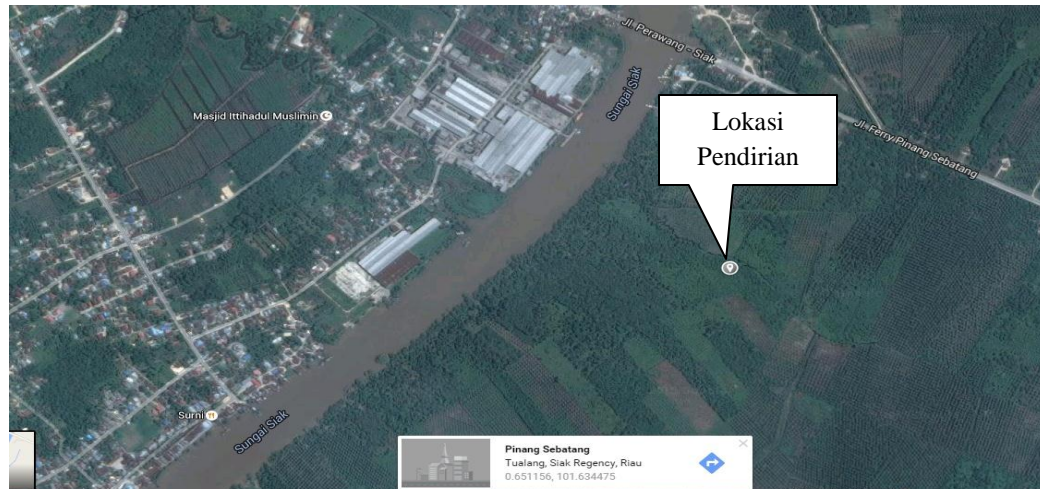 Jl. Perawang - Siak
Sungai Siak
Masjid Ittihadul Muslimin
Lokasi
Pendirian
Jl. Ferry Pinang Sebatang
Surni
Sungai Siak
Pinang Sebatang
Tualang, Siak Regency, Riau
0.651156, 101.634475